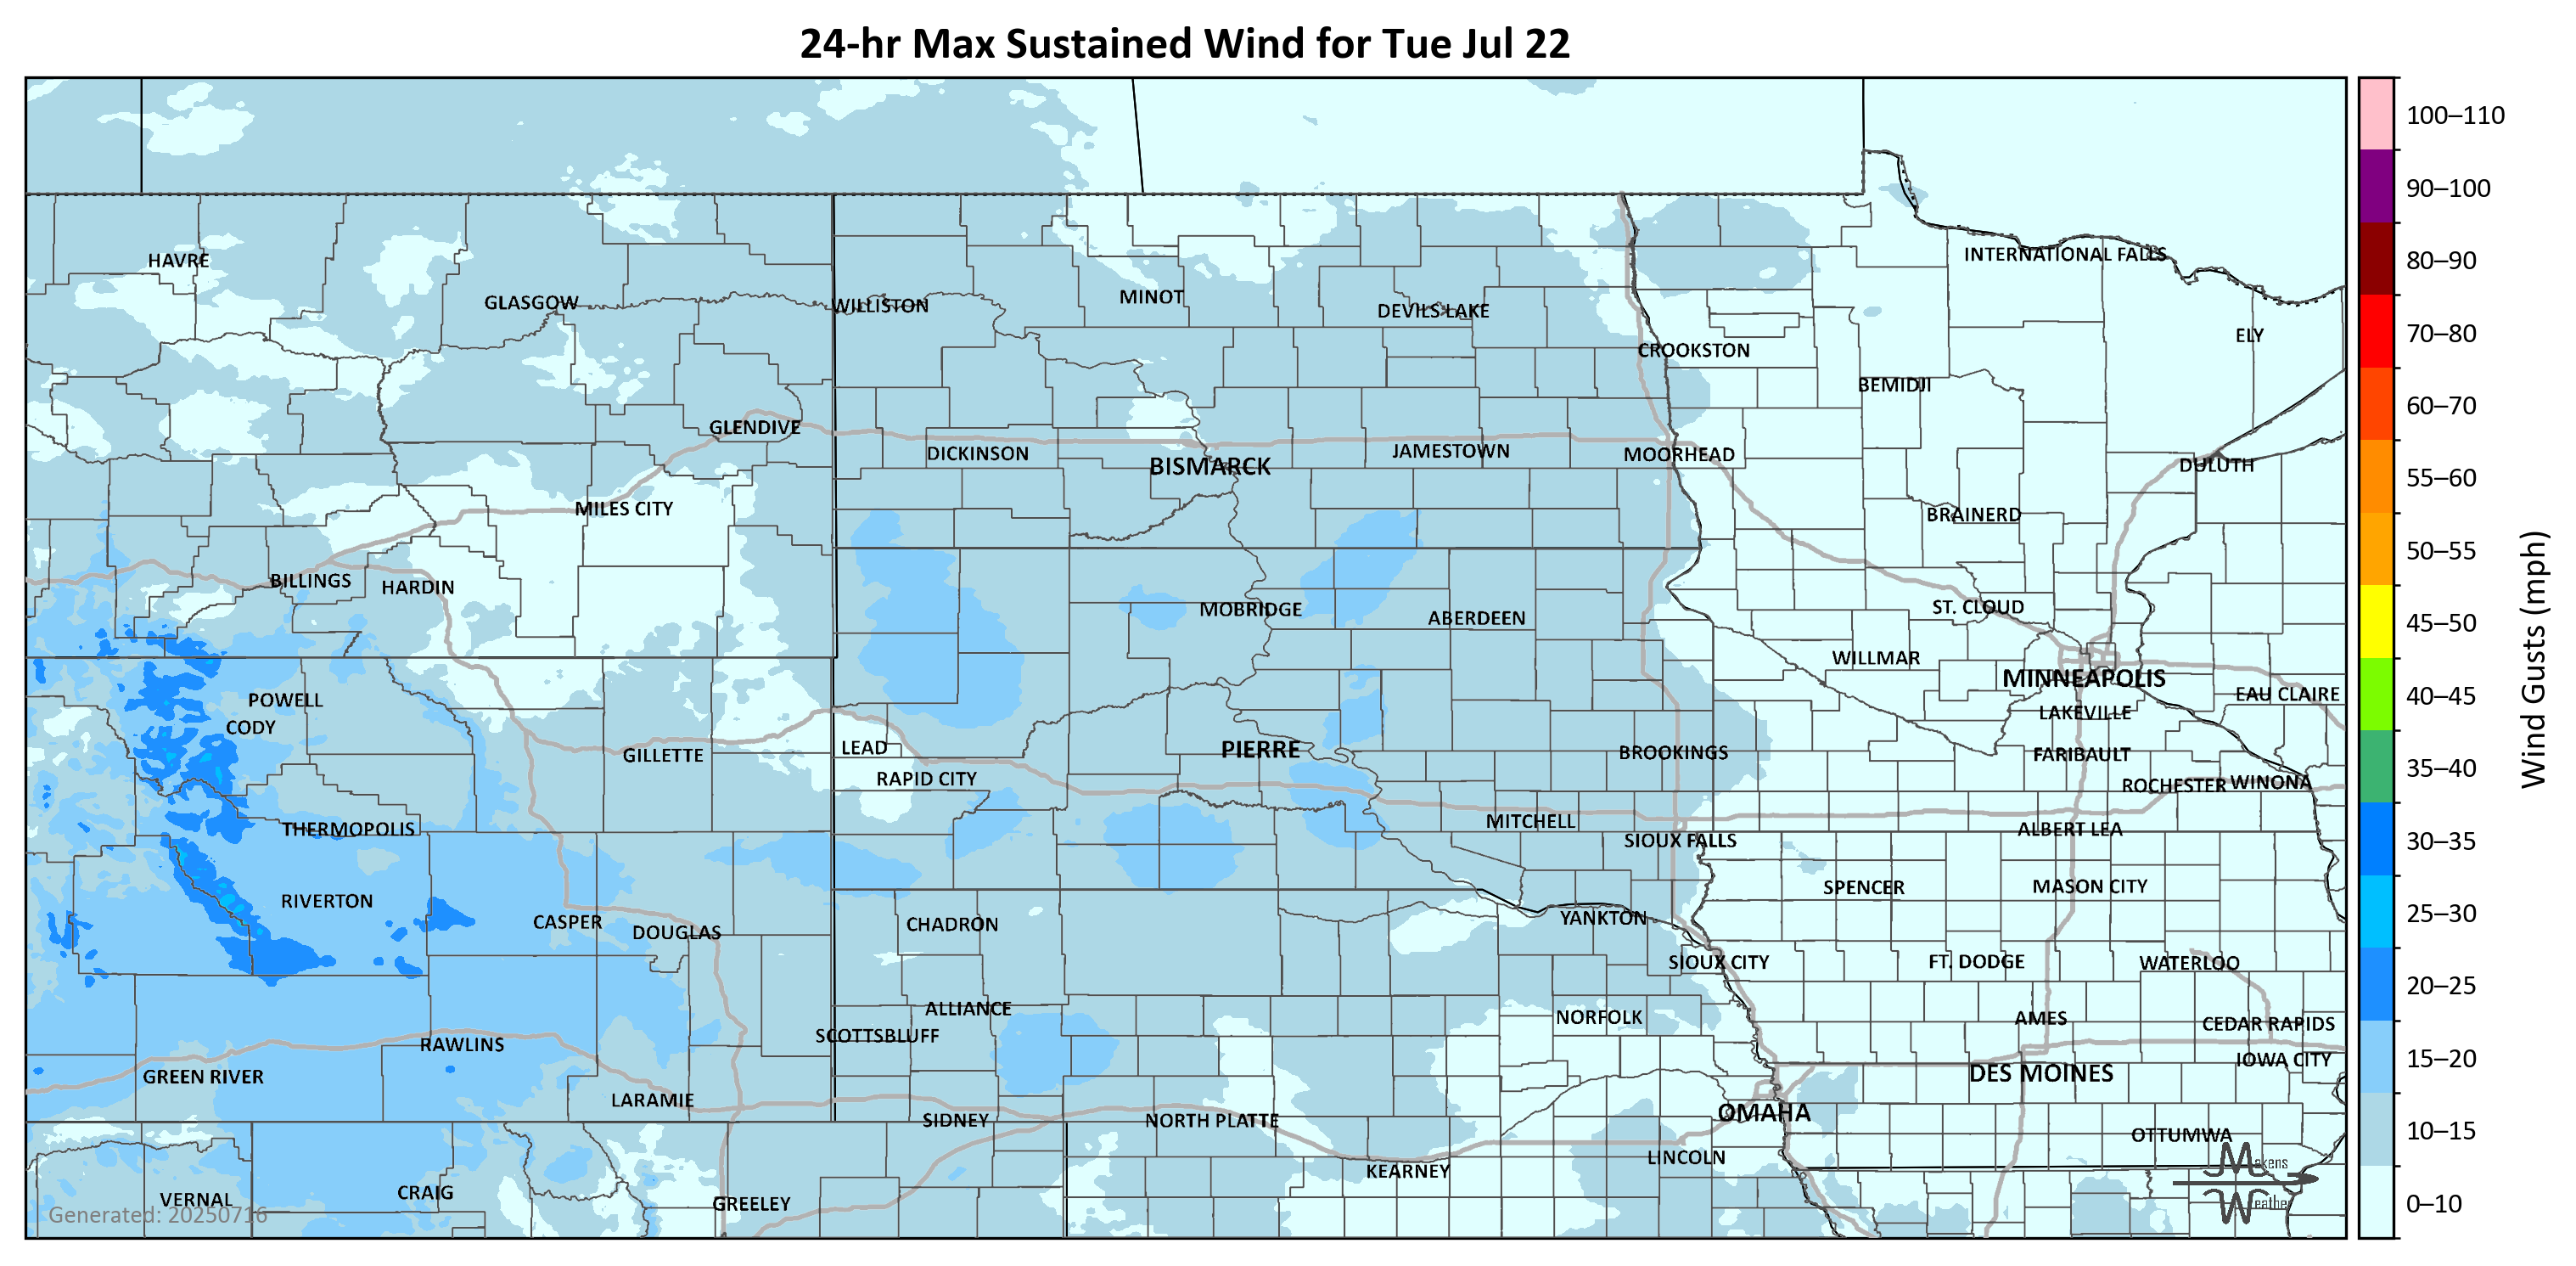 24-hr Max Sustained Wind for Tue Jul 22
100–110
90–100
80–90
70–80
60–70
55–60
50–55
45–50
40–45
35–40
30–35
25–30
20–25
15–20
10–15
0–10
Wind Gusts (mph)
HAVRE
INTERNATIONAL FALLS
GLASGOW
WILLISTON
MINOT
DEVILS LAKE
ELY
CROOKSTON
BEMIDJI
GLENDIVE
DICKINSON
BISMARCK
JAMESTOWN
MOORHEAD
DULUTH
MILES CITY
BRAINERD
BILLINGS
HARDIN
MOBRIDGE
ABERDEEN
ST. CLOUD
WILLMAR
MINNEAPOLIS
POWELL
EAU CLAIRE
CODY
LAKEVILLE
GILLETTE
LEAD
PIERRE
BROOKINGS
FARIBAULT
RAPID CITY
ROCHESTER
WINONA
THERMOPOLIS
MITCHELL
ALBERT LEA
SIOUX FALLS
RIVERTON
SPENCER
MASON CITY
CASPER
DOUGLAS
CHADRON
YANKTON
SIOUX CITY
FT. DODGE
WATERLOO
ALLIANCE
NORFOLK
AMES
CEDAR RAPIDS
RAWLINS
SCOTTSBLUFF
IOWA CITY
GREEN RIVER
DES MOINES
LARAMIE
SIDNEY
NORTH PLATTE
OMAHA
OTTUMWA
KEARNEY
LINCOLN
VERNAL
CRAIG
GREELEY
Generated: 20250716
Makens
Weather